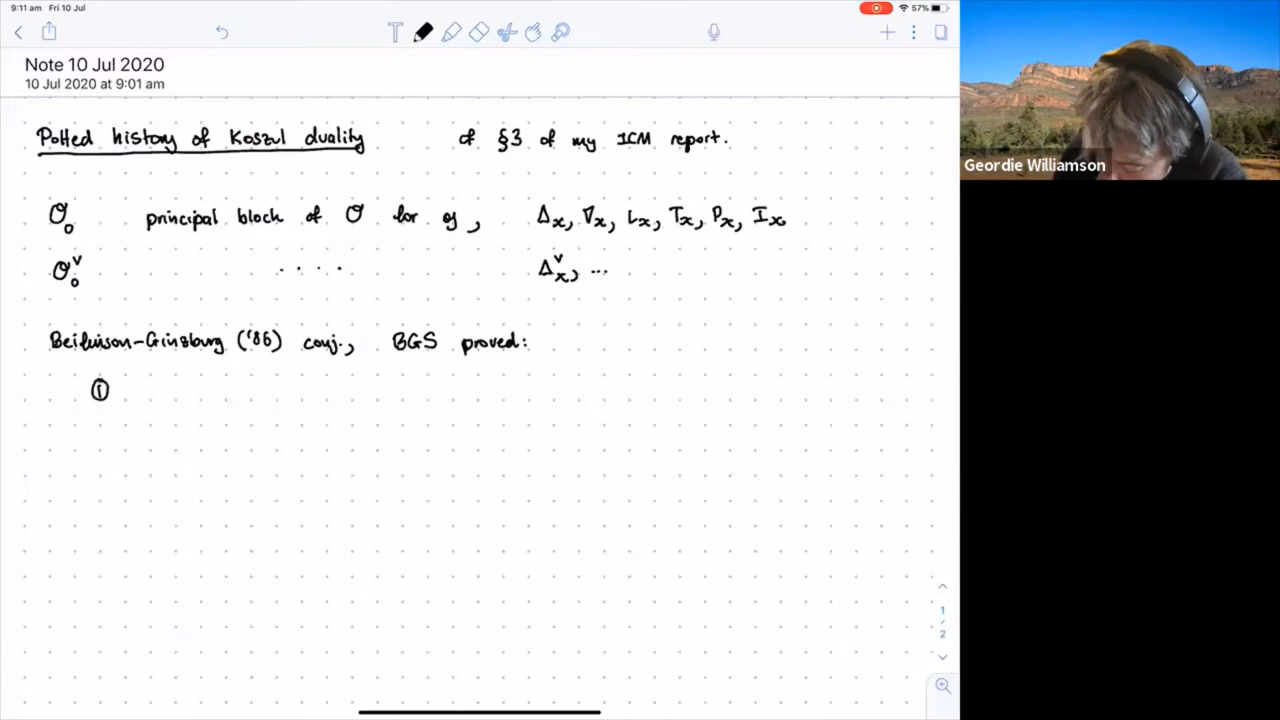 9:11 am Fri 10 Jul
57%
Note 10 Jul 2020
10 Jul 2020 at 9:01 am
Potted history of Koszul duality cf §3 of my ICM report.
O₀ principal block of O for g, Δₓ, ∇ₓ, Lₓ, Tₓ, Pₓ, Iₓ
O₀^∨ . . . . Δₓ^∨, ...
Beilinson-Ginzburg ('86) conj., BGS proved:
①
Geordie Williamson
1
/
2